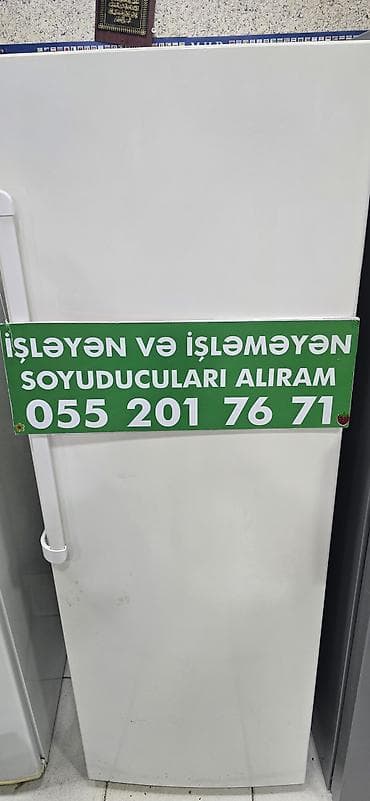 İŞLƏYƏN VƏ İŞLƏMƏYƏN
SOYUDUCULARI ALIRAM
055 201 76 71